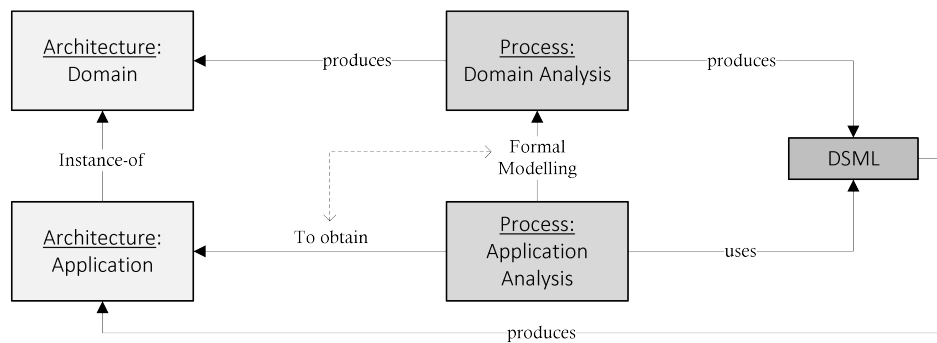 Architecture:
Domain
produces
Process:
Domain Analysis
produces
Instance-of
Formal
Modelling
DSML
Architecture:
Application
To obtain
Process:
Application
Analysis
uses
produces